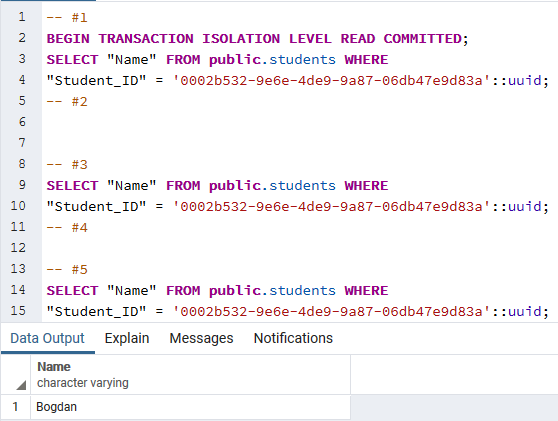 1 -- #1
2 BEGIN TRANSACTION ISOLATION LEVEL READ COMMITTED;
3 SELECT "Name" FROM public.students WHERE
4 "Student_ID" = '0002b532-9e6e-4de9-9a87-06db47e9d83a'::uuid;
5 -- #2
6
7
8 -- #3
9 SELECT "Name" FROM public.students WHERE
10 "Student_ID" = '0002b532-9e6e-4de9-9a87-06db47e9d83a'::uuid;
11 -- #4
12
13 -- #5
14 SELECT "Name" FROM public.students WHERE
15 "Student_ID" = '0002b532-9e6e-4de9-9a87-06db47e9d83a'::uuid;
Data Output Explain Messages Notifications
Name
character varying
1 Bogdan